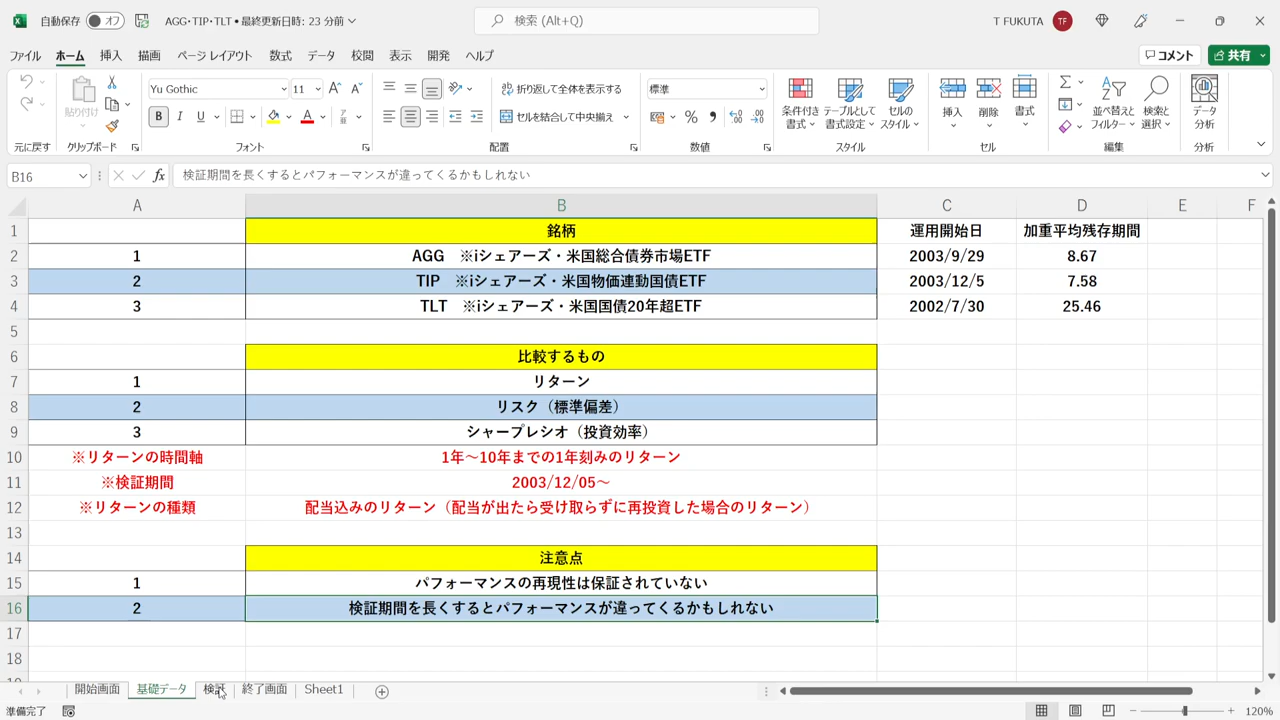 自動保存 オフ AGG・TIP・TLT • 最終更新日時: 23 分前 検索 (Alt+Q) T FUKUTA TF
ファイル ホーム 挿入 描画 ページ レイアウト 数式 データ 校閲 表示 開発 ヘルプ コメント 共有
貼り付け Yu Gothic 11 B I U A 折り返して全体を表示する セルを結合して中央揃え 標準 % 条件付き書式 テーブルとして書式設定 セルのスタイル 挿入 削除 書式 並べ替えとフィルター 検索と選択 データ分析
元に戻す クリップボード フォント 配置 数値 スタイル セル 編集 分析
B16 fx 検証期間を長くするとパフォーマンスが違ってくるかもしれない
A B C D E F
1 銘柄 運用開始日 加重平均残存期間
2 1 AGG ※iシェアーズ・米国総合債券市場ETF 2003/9/29 8.67
3 2 TIP ※iシェアーズ・米国物価連動国債ETF 2003/12/5 7.58
4 3 TLT ※iシェアーズ・米国国債20年超ETF 2002/7/30 25.46
5
6 比較するもの
7 1 リターン
8 2 リスク（標準偏差）
9 3 シャープレシオ（投資効率）
10 ※リターンの時間軸 1年～10年までの1年刻みのリターン
11 ※検証期間 2003/12/05～
12 ※リターンの種類 配当込みのリターン（配当が出たら受け取らずに再投資した場合のリターン）
13
14 注意点
15 1 パフォーマンスの再現性は保証されていない
16 2 検証期間を長くするとパフォーマンスが違ってくるかもしれない
17
18
開始画面 基礎データ 検証 終了画面 Sheet1
準備完了 120%